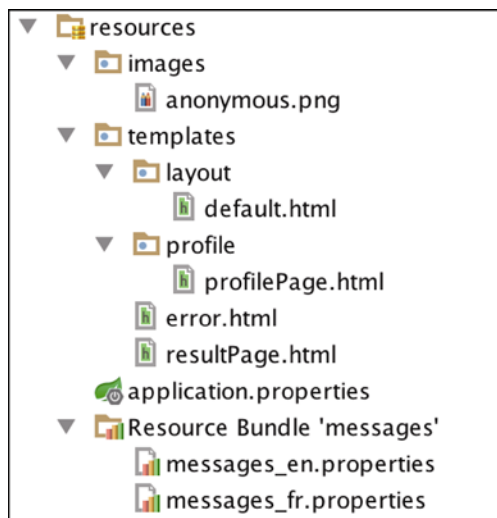 resources
images
anonymous.png
templates
layout
default.html
profile
profilePage.html
error.html
resultPage.html
application.properties
Resource Bundle 'messages'
messages_en.properties
messages_fr.properties